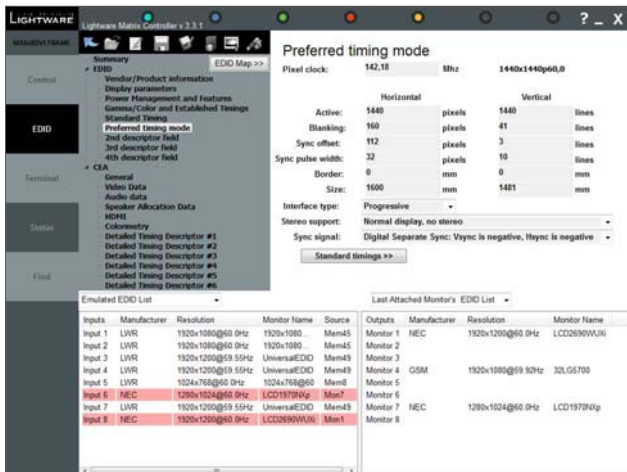 LIGHTWARE
Lightware Matrix Controller v 3.3.1
? _ X
Control
EDID
Terminal
Status
Find
EDID Map >>
Summary
EDID
Vendor/Product information
Display parameters
Power Management and Features
Gamma/Color and Established Timings
Standard Timing
Preferred timing mode
2nd descriptor field
3rd descriptor field
4th descriptor field
CEA
General
Video Data
Audio data
Speaker Allocation Data
HDMI
Colorimetry
Detailed Timing Descriptor #1
Detailed Timing Descriptor #2
Detailed Timing Descriptor #3
Detailed Timing Descriptor #4
Detailed Timing Descriptor #5
Detailed Timing Descriptor #6
Preferred timing mode
Pixel clock: 142,18 Mhz 1440x1440p60,0
Horizontal Vertical
Active: 1440 pixels 1440 lines
Blanking: 160 pixels 41 lines
Sync offset: 112 pixels 3 lines
Sync pulse width: 32 pixels 10 lines
Border: 0 mm 0 mm
Size: 1600 mm 1481 mm
Interface type: Progressive
Stereo support: Normal display, no stereo
Sync signal: Digital Separate Sync: Vsync is negative, Hsync is negative
Standard timings >>
Emulated EDID List
Inputs Manufacturer Resolution Monitor Name Source
Input 1 LWR 1920x1080@60.0Hz 1920x1080... Mem45
Input 2 LWR 1920x1080@60.0Hz 1920x1080... Mem45
Input 3 LWR 1920x1200@59.55Hz UniversalEDID Mem49
Input 4 LWR 1920x1200@59.55Hz UniversalEDID Mem49
Input 5 LWR 1024x768@60.0Hz 1024x768@60 Mem8
Input 6 NEC 1280x1024@60.0Hz LCD1970NXp Mon7
Input 7 LWR 1920x1200@59.55Hz UniversalEDID Mem49
Input 8 NEC 1920x1200@60.0Hz LCD2690WUXi Mon1
Last Attached Monitor's EDID List
Outputs Manufacturer Resolution Monitor Name
Monitor 1 NEC 1920x1200@60.0Hz LCD2690WUXi
Monitor 2
Monitor 3
Monitor 4 GSM 1920x1080@59.92Hz 32LG5700
Monitor 5
Monitor 6
Monitor 7 NEC 1280x1024@60.0Hz LCD1970NXp
Monitor 8